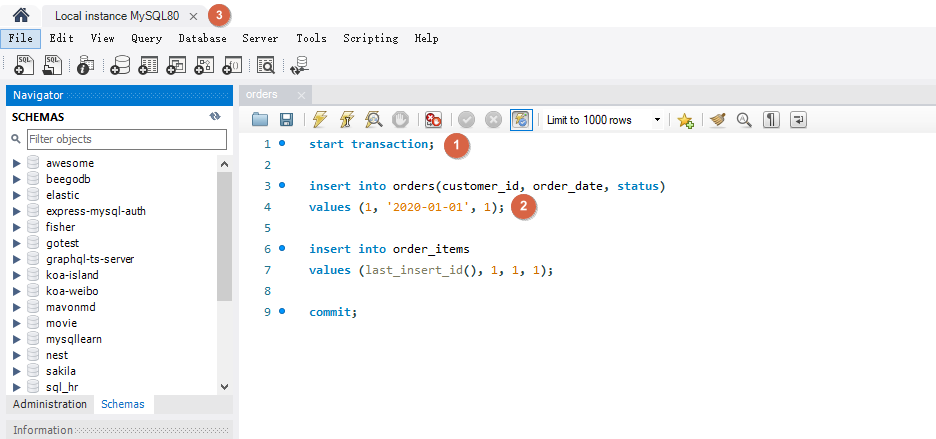 Local instance MySQL80 × 3
File Edit View Query Database Server Tools Scripting Help
Navigator
SCHEMAS
Filter objects
awesome
beegodb
elastic
express-mysql-auth
fisher
gotest
graphql-ts-server
koa-island
koa-weibo
mavonmd
movie
mysqllearn
nest
sakila
sql_hr
Administration Schemas
Information
orders ×
Limit to 1000 rows
1 start transaction; 1
2
3 insert into orders(customer_id, order_date, status)
4 values (1, '2020-01-01', 1); 2
5
6 insert into order_items
7 values (last_insert_id(), 1, 1, 1);
8
9 commit;